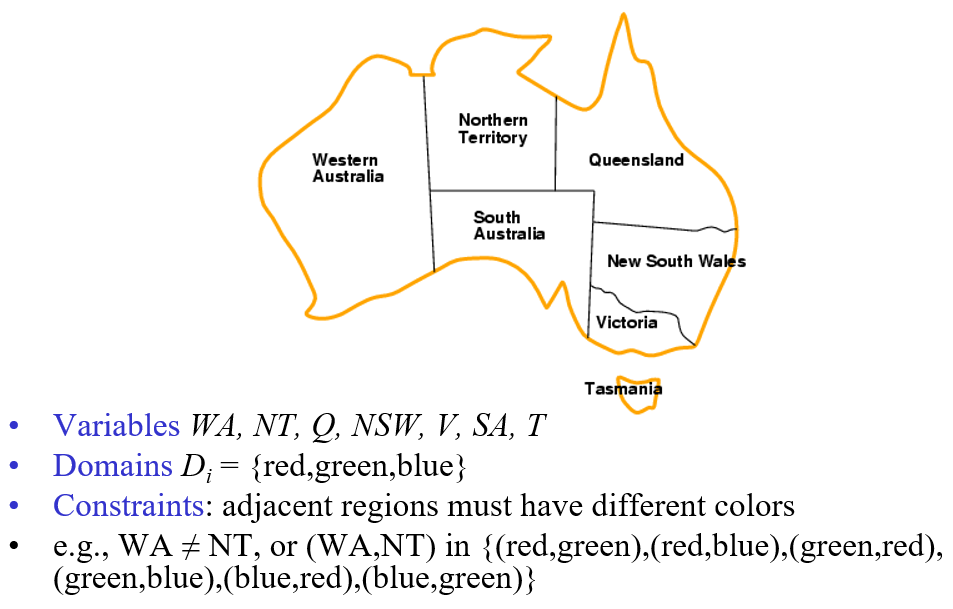 Northern
Territory
Western
Australia
Queensland
South
Australia
New South Wales
Victoria
Tasmania
• Variables WA, NT, Q, NSW, V, SA, T
• Domains Di = {red,green,blue}
• Constraints: adjacent regions must have different colors
• e.g., WA ≠ NT, or (WA,NT) in {(red,green),(red,blue),(green,red),
(green,blue),(blue,red),(blue,green)}